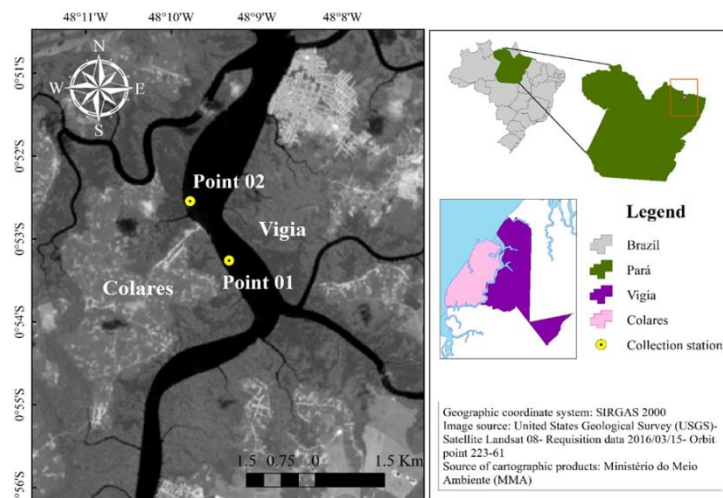 48°11'W
48°10'W
48°9'W
48°8'W
0°51'S
0°52'S
0°53'S
0°54'S
0°55'S
0°56'S
N
W
E
S
Point 02
Vigia
Point 01
Colares
1.5 0.75 0
1.5 Km
Legend
Brazil
Pará
Vigia
Colares
Collection station
Geographic coordinate system: SIRGAS 2000
Image source: United States Geological Survey (USGS)-
Satellite Landsat 08- Requisition data 2016/03/15- Orbit
point 223-61
Source of cartographic products: Ministério do Meio
Ambiente (MMA)